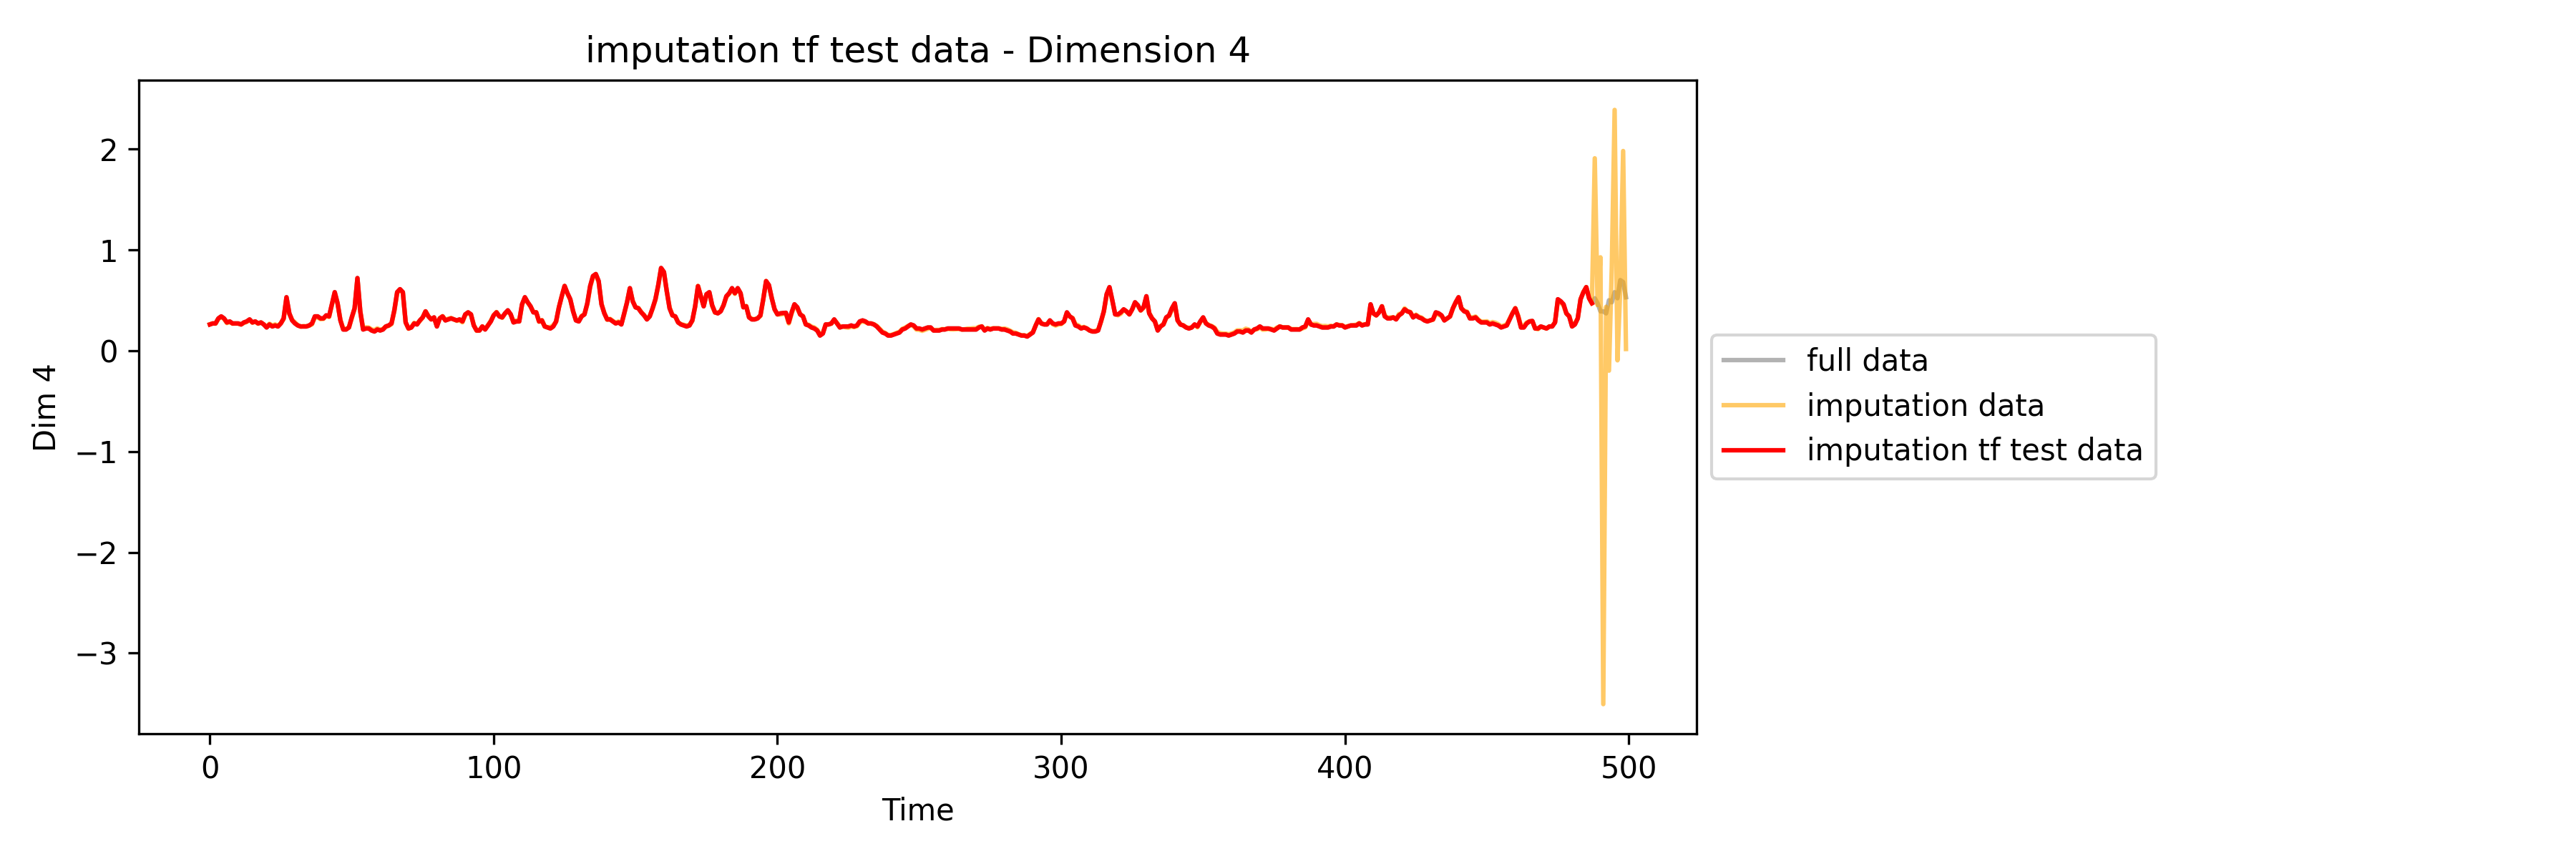 imputation tf test data - Dimension 4
2
1
0
−1
−2
−3
Dim 4
0
100
200
300
400
500
Time
full data
imputation data
imputation tf test data